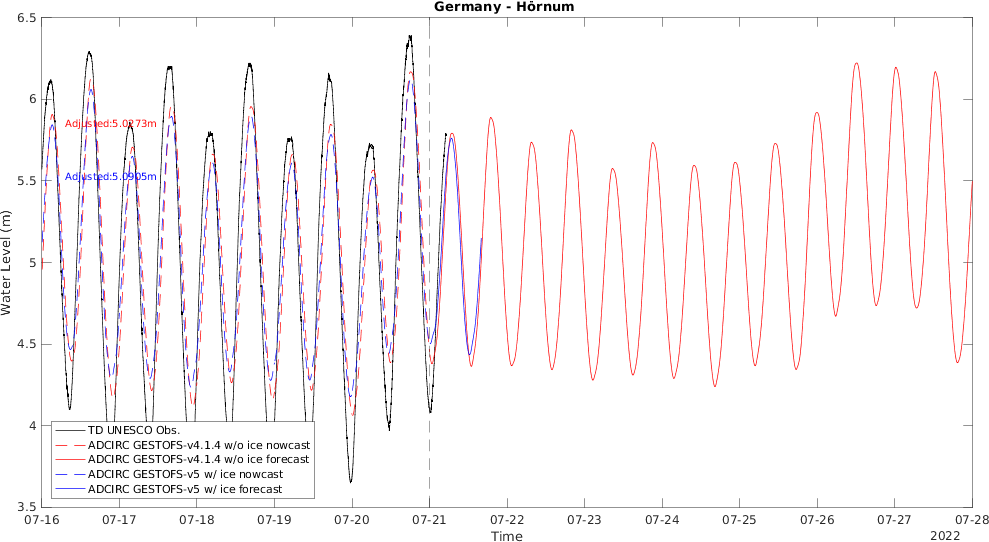 Germany - Hörnum
6.5
6
5.5
5
4.5
4
3.5
Water Level (m)
Adjusted:5.0273m
Adjusted:5.0905m
TD UNESCO Obs.
ADCIRC GESTOFS-v4.1.4 w/o ice nowcast
ADCIRC GESTOFS-v4.1.4 w/o ice forecast
ADCIRC GESTOFS-v5 w/ ice nowcast
ADCIRC GESTOFS-v5 w/ ice forecast
07-16 07-17 07-18 07-19 07-20 07-21 07-22 07-23 07-24 07-25 07-26 07-27 07-28
Time
2022